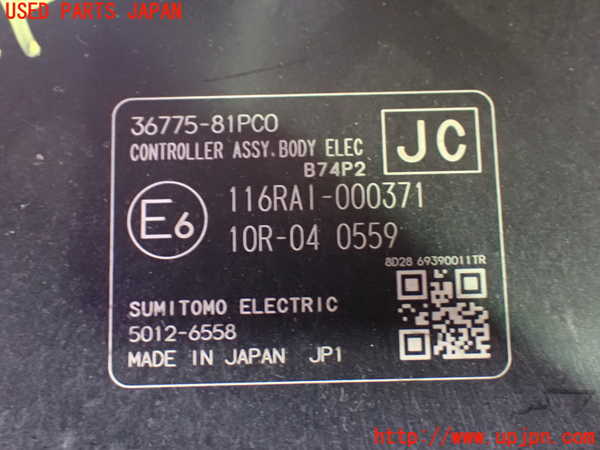 USED PARTS JAPAN
36775-81PC0
JC
CONTROLLER ASSY.BODY ELEC
B74P2
E6
116RAI-000371
10R-04 0559
8D28 69390011TR
SUMITOMO ELECTRIC
5012-6558
MADE IN JAPAN JP1
http://www.upjpn.com/